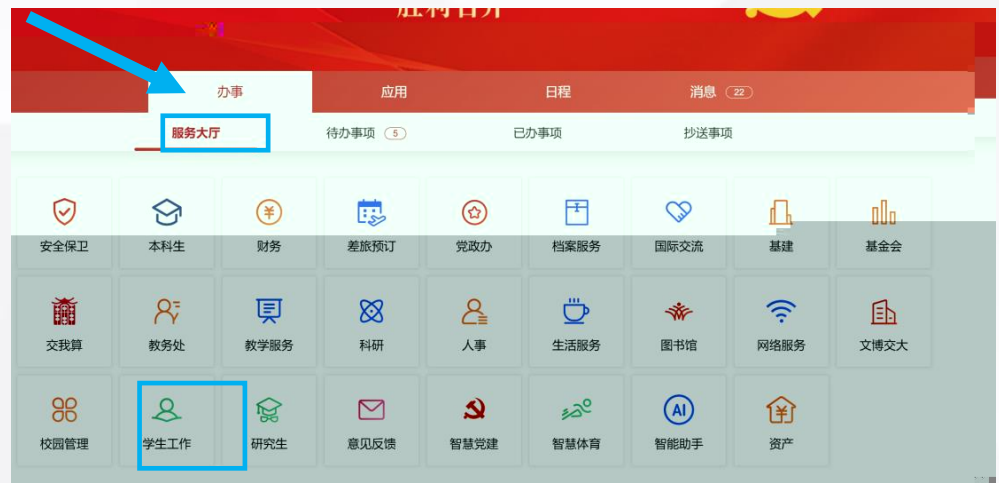 胜利召开
办事 应用 日程 消息 22
服务大厅 待办事项 5 已办事项 抄送事项
安全保卫 本科生 财务 差旅预订 党政办 档案服务 国际交流 基建 基金会
交我算 教务处 教学服务 科研 人事 生活服务 图书馆 网络服务 文博交大
AI
校园管理 学生工作 研究生 意见反馈 智慧党建 智慧体育 智能助手 资产